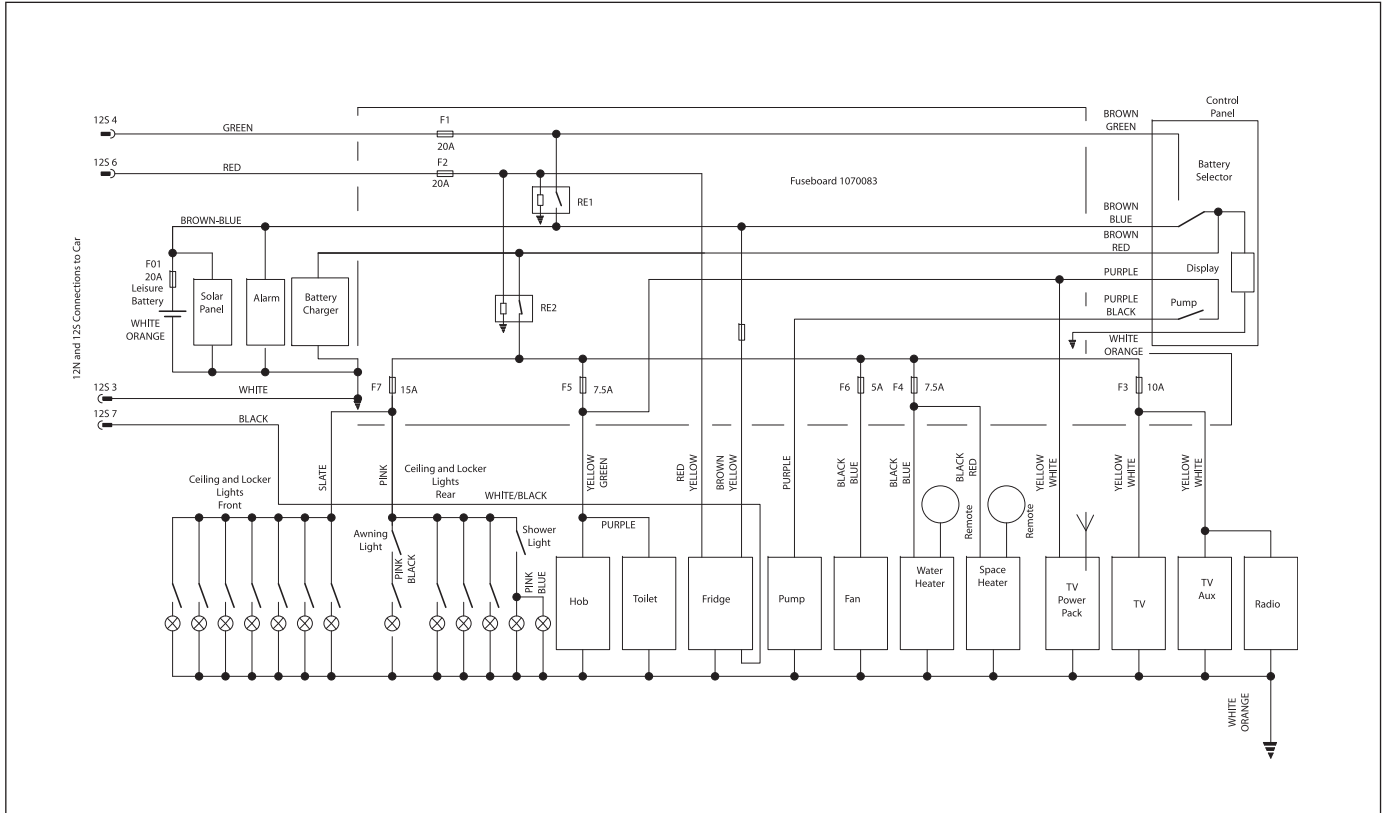 Control
Panel
12S 4
GREEN
F1
20A
BROWN
GREEN
12S 6
RED
F2
20A
Fuseboard 1070083
Battery
Selector
RE1
BROWN-BLUE
BROWN
BLUE
BROWN
RED
12N and 12S Connections to Car
F01
20A
Leisure
Battery
WHITE
ORANGE
Solar
Panel
Alarm
Battery
Charger
RE2
PURPLE
Display
PURPLE
BLACK
Pump
WHITE
ORANGE
12S 3
WHITE
F7
15A
F5
7.5A
F6
5A
F4
7.5A
F3
10A
12S 7
BLACK
SLATE
PINK
Ceiling and Locker
Lights
Front
Ceiling and Locker
Lights
Rear
WHITE/BLACK
YELLOW
GREEN
RED
YELLOW
BROWN
YELLOW
PURPLE
BLACK
BLUE
BLACK
BLUE
BLACK
RED
YELLOW
WHITE
YELLOW
WHITE
YELLOW
WHITE
Remote
Remote
Awning
Light
PINK
BLACK
Shower
Light
PINK
BLUE
PURPLE
Hob
Toilet
Fridge
Pump
Fan
Water
Heater
Space
Heater
TV
Power
Pack
TV
TV
Aux
Radio
WHITE
ORANGE